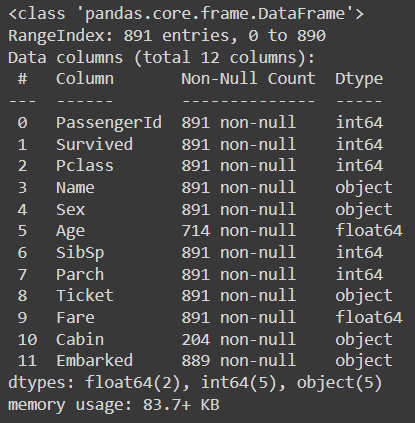 <class 'pandas.core.frame.DataFrame'>
RangeIndex: 891 entries, 0 to 890
Data columns (total 12 columns):
 #   Column       Non-Null Count  Dtype
---  ------       --------------  -----
 0   PassengerId  891 non-null    int64
 1   Survived     891 non-null    int64
 2   Pclass       891 non-null    int64
 3   Name         891 non-null    object
 4   Sex          891 non-null    object
 5   Age          714 non-null    float64
 6   SibSp        891 non-null    int64
 7   Parch        891 non-null    int64
 8   Ticket       891 non-null    object
 9   Fare         891 non-null    float64
 10  Cabin        204 non-null    object
 11  Embarked     889 non-null    object
dtypes: float64(2), int64(5), object(5)
memory usage: 83.7+ KB